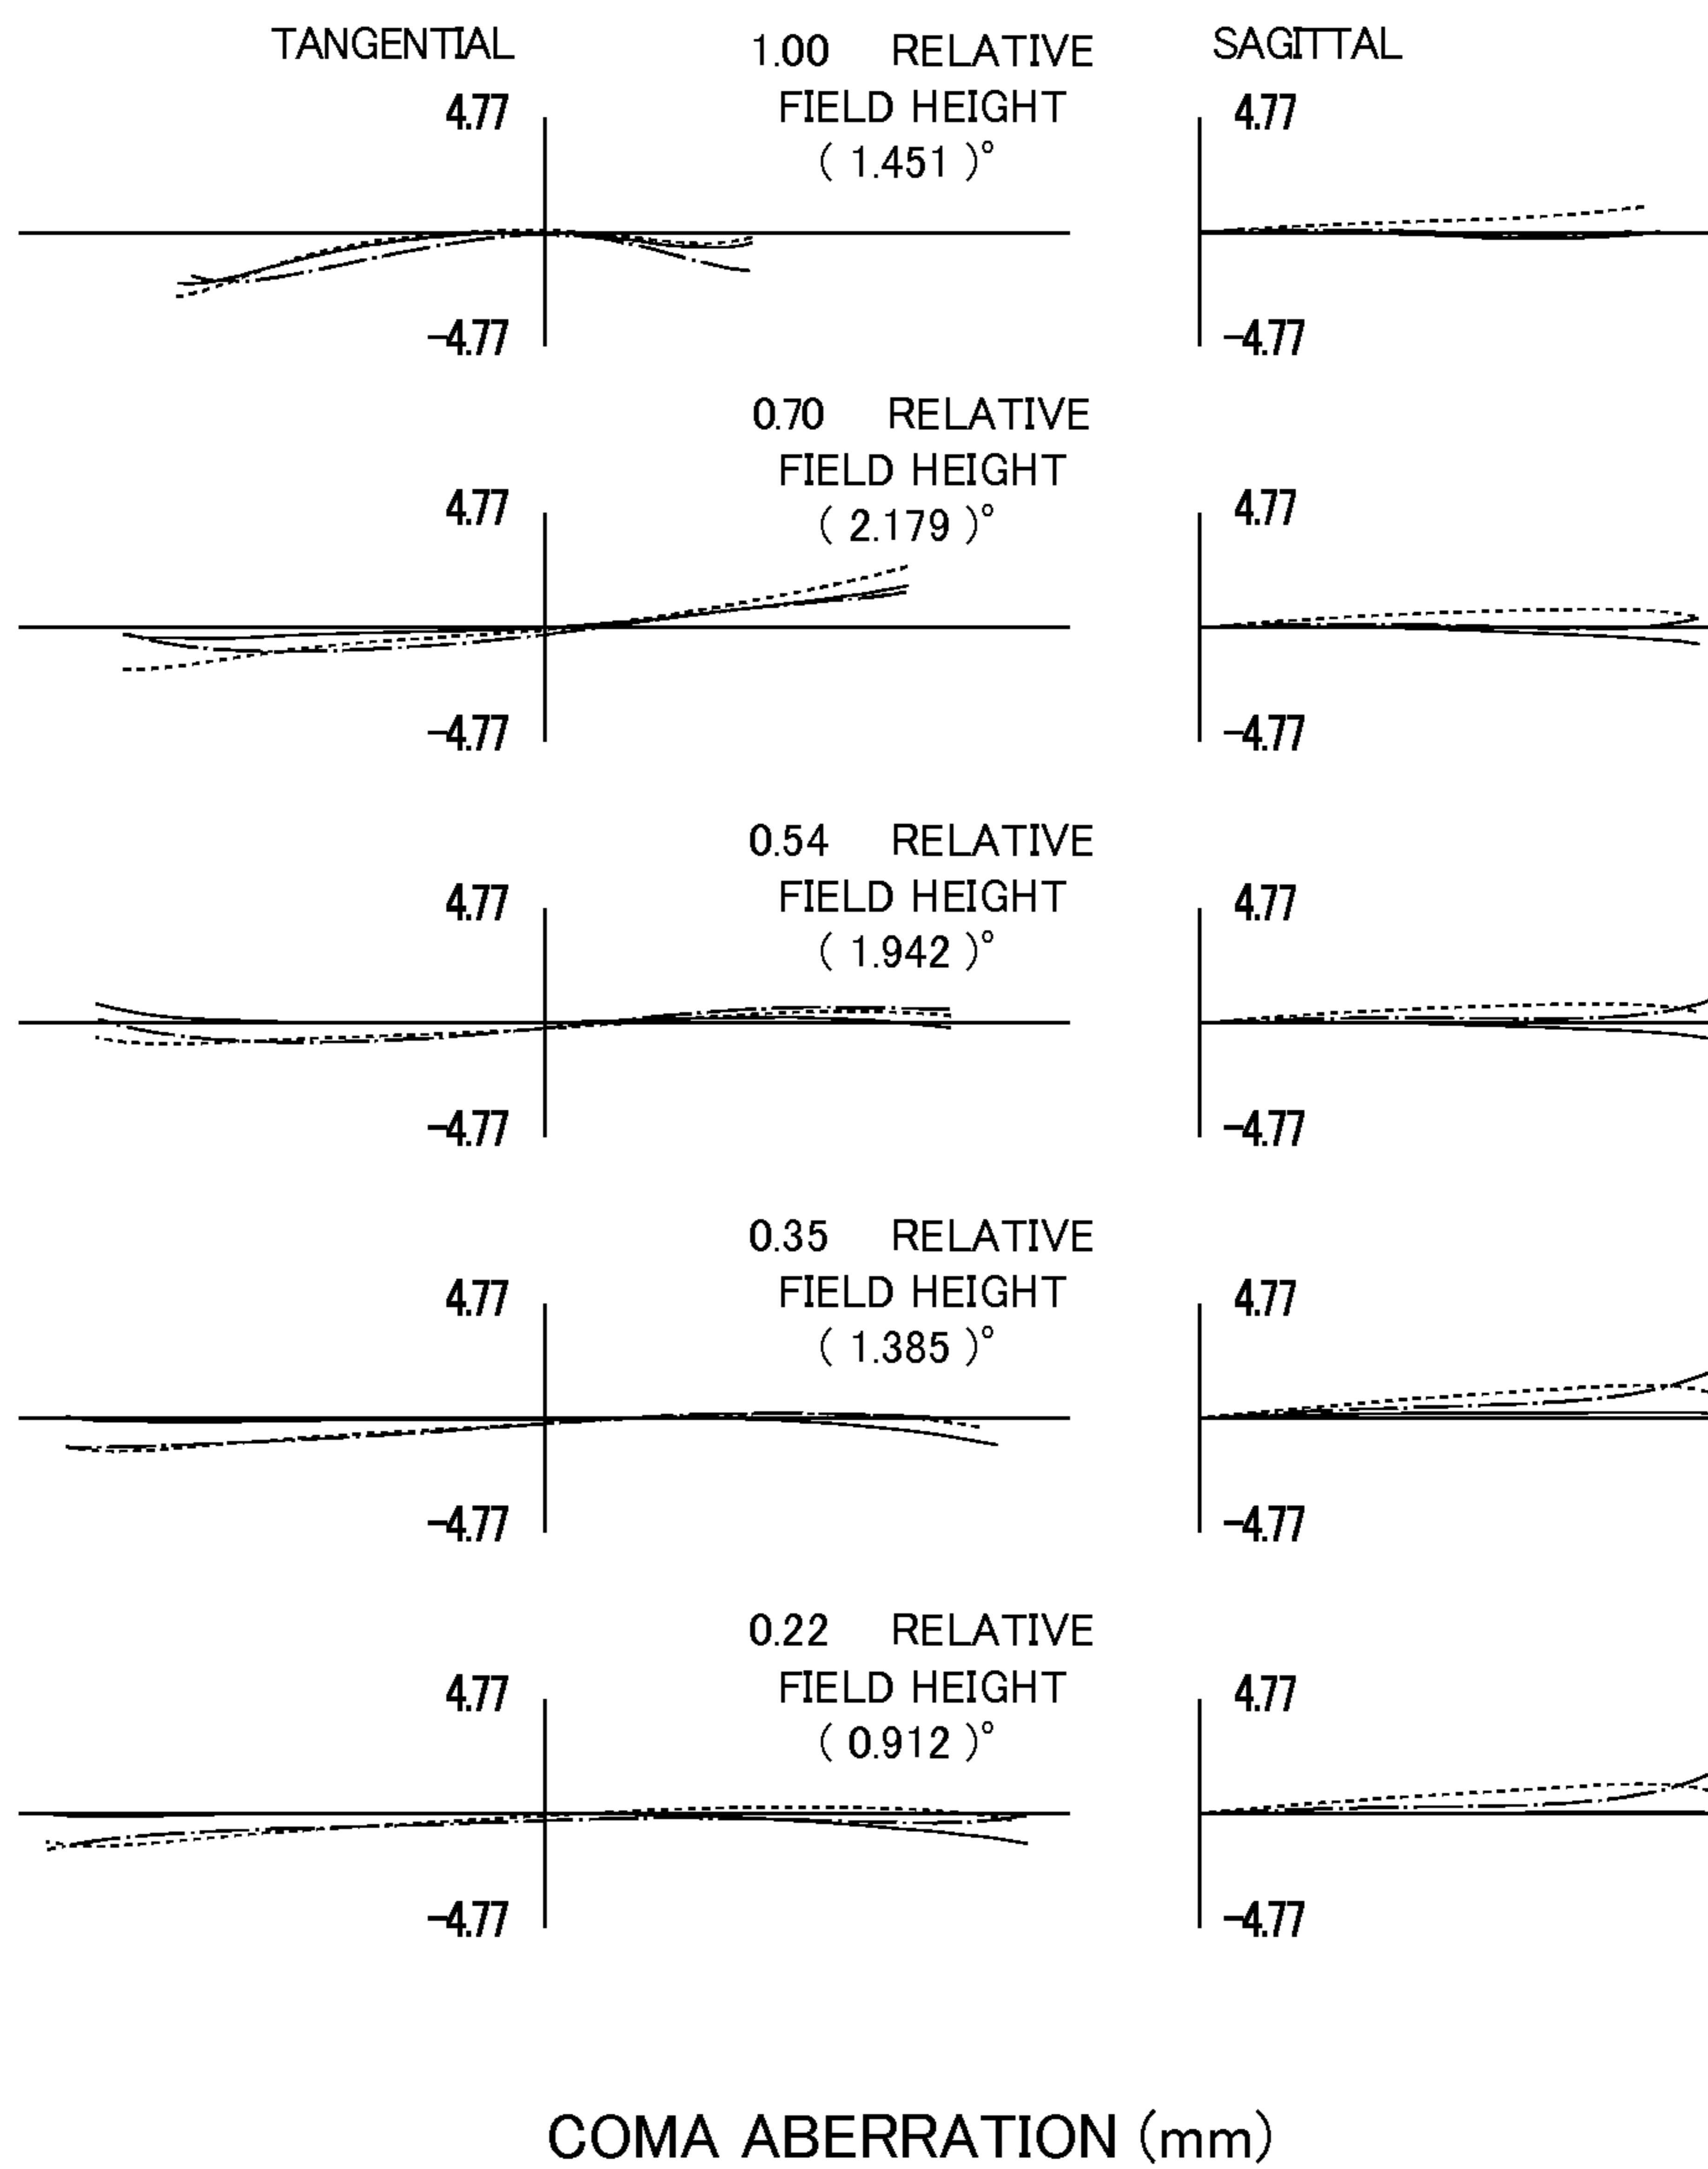 TANGENTIAL 1.00 RELATIVE SAGITTAL
4.77 FIELD HEIGHT 4.77
( 1.451 )°
-4.77 -4.77
0.70 RELATIVE
FIELD HEIGHT
4.77 ( 2.179 )° 4.77
-4.77 -4.77
0.54 RELATIVE
4.77 FIELD HEIGHT 4.77
( 1.942 )°
-4.77 -4.77
0.35 RELATIVE
4.77 FIELD HEIGHT 4.77
( 1.385 )°
-4.77 -4.77
0.22 RELATIVE
4.77 FIELD HEIGHT 4.77
( 0.912 )°
-4.77 -4.77
COMA ABERRATION (mm)